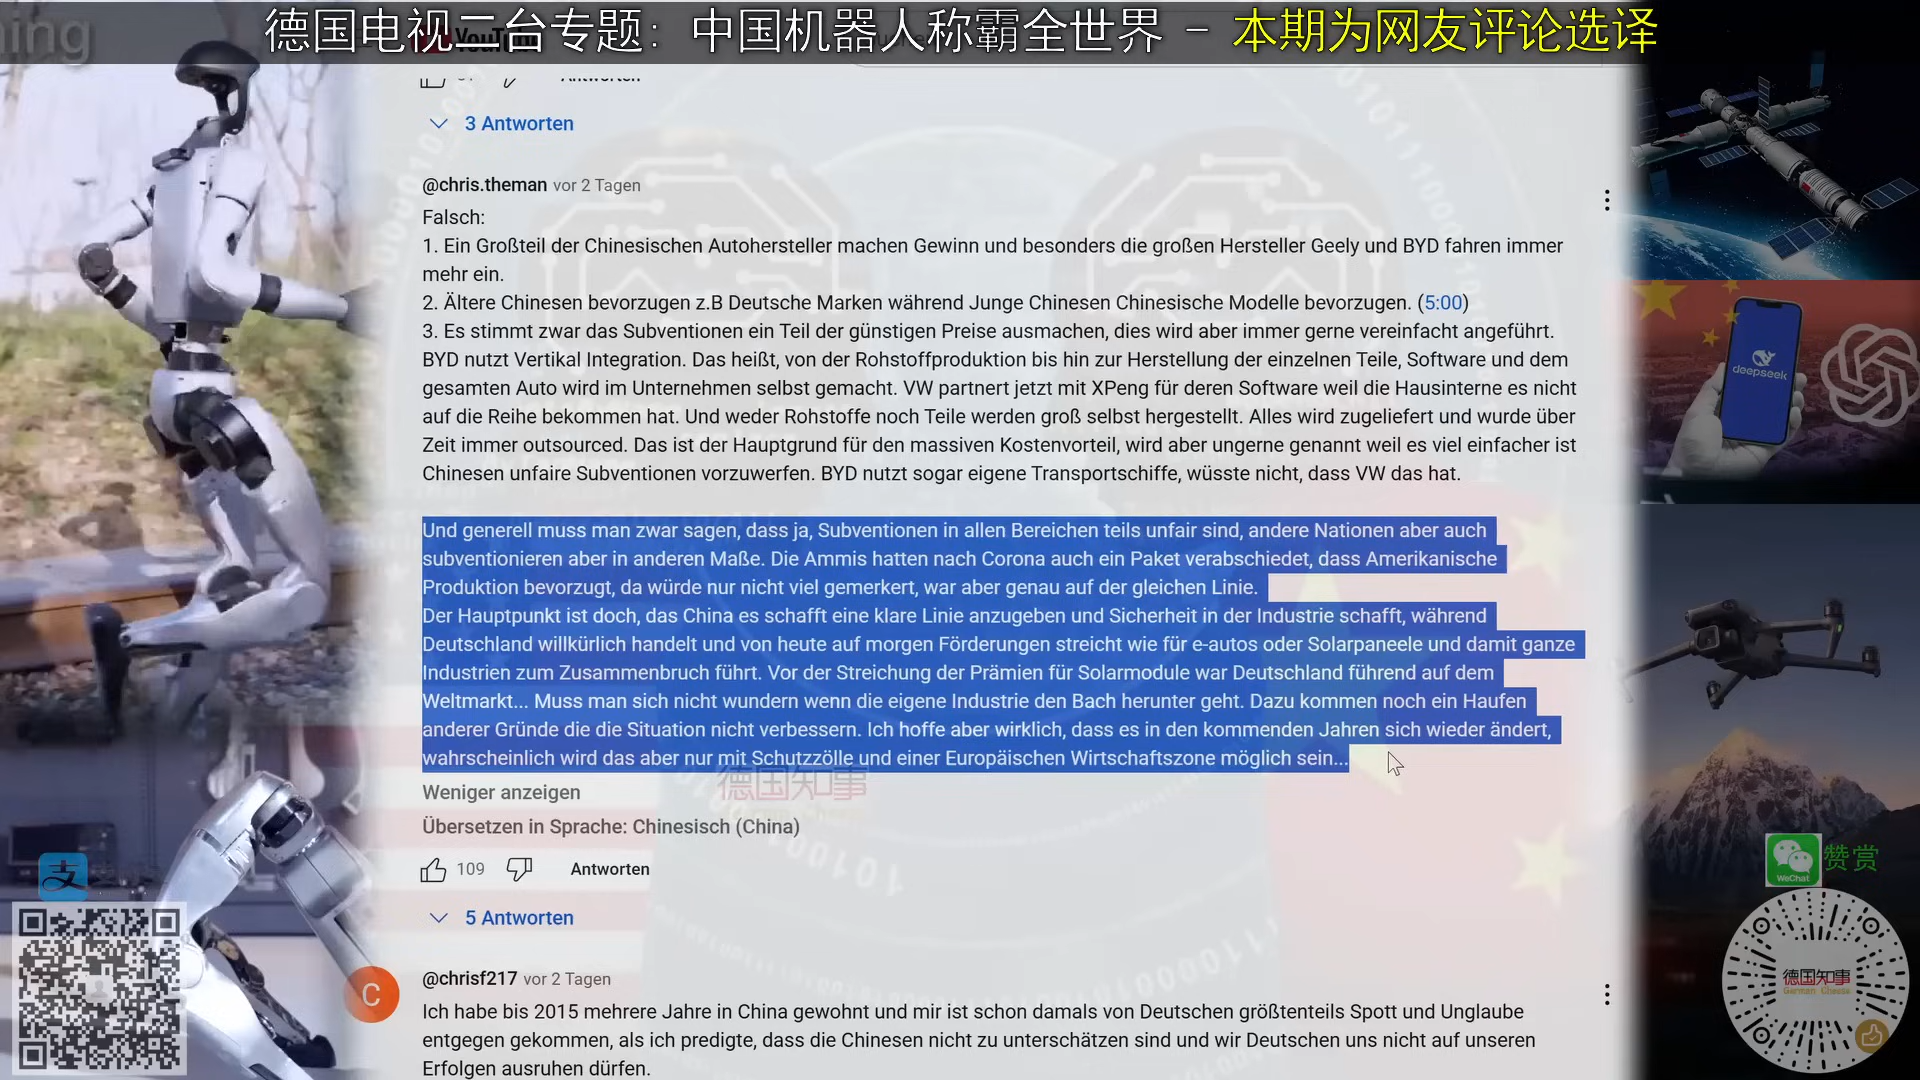 德国电视二台专题: 中国机器人称霸全世界 - 本期为网友评论选译
ning
YouTube
Antworten
3 Antworten
@chris.theman vor 2 Tagen
Falsch:
1. Ein Großteil der Chinesischen Autohersteller machen Gewinn und besonders die großen Hersteller Geely und BYD fahren immer
mehr ein.
2. Ältere Chinesen bevorzugen z.B Deutsche Marken während Junge Chinesen Chinesische Modelle bevorzugen. (5:00)
3. Es stimmt zwar das Subventionen ein Teil der günstigen Preise ausmachen, dies wird aber immer gerne vereinfacht angeführt.
BYD nutzt Vertikal Integration. Das heißt, von der Rohstoffproduktion bis hin zur Herstellung der einzelnen Teile, Software und dem
gesamten Auto wird im Unternehmen selbst gemacht. VW partnert jetzt mit XPeng für deren Software weil die Hausinterne es nicht
auf die Reihe bekommen hat. Und weder Rohstoffe noch Teile werden groß selbst hergestellt. Alles wird zugeliefert und wurde über
Zeit immer outsourced. Das ist der Hauptgrund für den massiven Kostenvorteil, wird aber ungerne genannt weil es viel einfacher ist
Chinesen unfaire Subventionen vorzuwerfen. BYD nutzt sogar eigene Transportschiffe, wüsste nicht, dass VW das hat.
Und generell muss man zwar sagen, dass ja, Subventionen in allen Bereichen teils unfair sind, andere Nationen aber auch
subventionieren aber in anderen Maße. Die Ammis hatten nach Corona auch ein Paket verabschiedet, dass Amerikanische
Produktion bevorzugt, da würde nur nicht viel gemerkert, war aber genau auf der gleichen Linie.
Der Hauptpunkt ist doch, das China es schafft eine klare Linie anzugeben und Sicherheit in der Industrie schafft, während
Deutschland willkürlich handelt und von heute auf morgen Förderungen streicht wie für e-autos oder Solarpaneele und damit ganze
Industrien zum Zusammenbruch führt. Vor der Streichung der Prämien für Solarmodule war Deutschland führend auf dem
Weltmarkt... Muss man sich nicht wundern wenn die eigene Industrie den Bach herunter geht. Dazu kommen noch ein Haufen
anderer Gründe die die Situation nicht verbessern. Ich hoffe aber wirklich, dass es in den kommenden Jahren sich wieder ändert,
wahrscheinlich wird das aber nur mit Schutzzölle und einer Europäischen Wirtschaftszone möglich sein...
德国知事
Weniger anzeigen
Übersetzen in Sprache: Chinesisch (China)
109
Antworten
5 Antworten
@chrisf217 vor 2 Tagen
C
Ich habe bis 2015 mehrere Jahre in China gewohnt und mir ist schon damals von Deutschen größtenteils Spott und Unglaube
entgegen gekommen, als ich predigte, dass die Chinesen nicht zu unterschätzen sind und wir Deutschen uns nicht auf unseren
Erfolgen ausruhen dürfen.
deepseek
支
WeChat
赞赏
德国知事
German Cheese